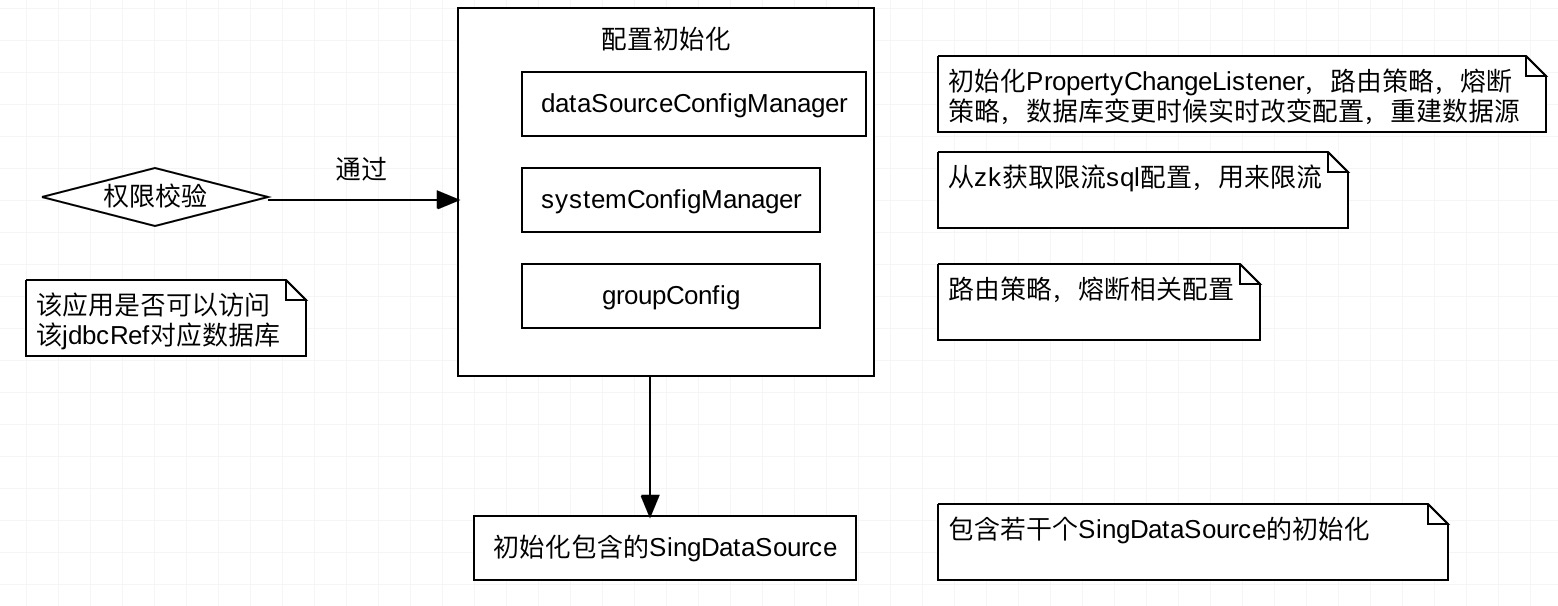 配置初始化
dataSourceConfigManager
初始化PropertyChangeListener，路由策略，熔断
策略，数据库变更时候实时改变配置，重建数据源
通过
权限校验
systemConfigManager
从zk获取限流sql配置，用来限流
该应用是否可以访问
该jdbcRef对应数据库
groupConfig
路由策略，熔断相关配置
初始化包含的SingDataSource
包含若干个SingDataSource的初始化